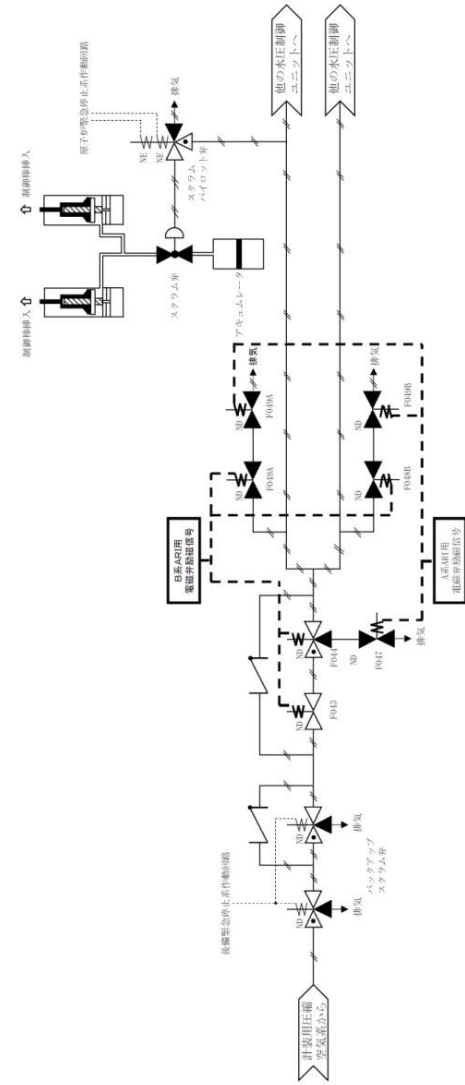 計装用圧縮
空気系から
後備緊急停止系作動回路
ND
ND
排気
排気
バックアップ
スクラム弁
B系ARI用
電磁弁励磁信号
ND
ND
F043
F044
ND
F047
排気
A系ARI用
電磁弁励磁信号
ND
F048A
ND
F049A
排気
ND
F048B
ND
F049B
排気
制御棒挿入
制御棒挿入
スクラム弁
アキュムレータ
原子炉緊急停止系作動回路
NE
NE
排気
スクラム
パイロット弁
他の水圧制御
ユニットへ
他の水圧制御
ユニットへ